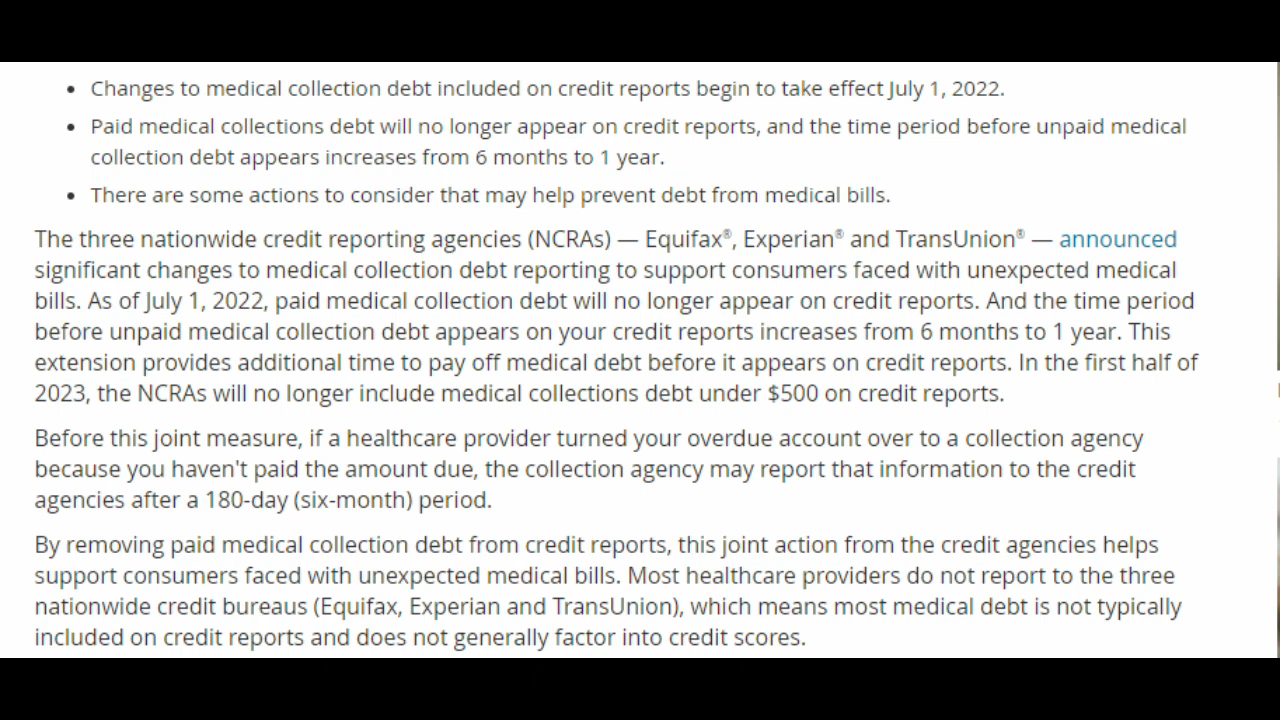 • Changes to medical collection debt included on credit reports begin to take effect July 1, 2022.
• Paid medical collections debt will no longer appear on credit reports, and the time period before unpaid medical
collection debt appears increases from 6 months to 1 year.
• There are some actions to consider that may help prevent debt from medical bills.
The three nationwide credit reporting agencies (NCRAs) — Equifax®, Experian® and TransUnion® — announced
significant changes to medical collection debt reporting to support consumers faced with unexpected medical
bills. As of July 1, 2022, paid medical collection debt will no longer appear on credit reports. And the time period
before unpaid medical collection debt appears on your credit reports increases from 6 months to 1 year. This
extension provides additional time to pay off medical debt before it appears on credit reports. In the first half of
2023, the NCRAs will no longer include medical collections debt under $500 on credit reports.
Before this joint measure, if a healthcare provider turned your overdue account over to a collection agency
because you haven't paid the amount due, the collection agency may report that information to the credit
agencies after a 180-day (six-month) period.
By removing paid medical collection debt from credit reports, this joint action from the credit agencies helps
support consumers faced with unexpected medical bills. Most healthcare providers do not report to the three
nationwide credit bureaus (Equifax, Experian and TransUnion), which means most medical debt is not typically
included on credit reports and does not generally factor into credit scores.